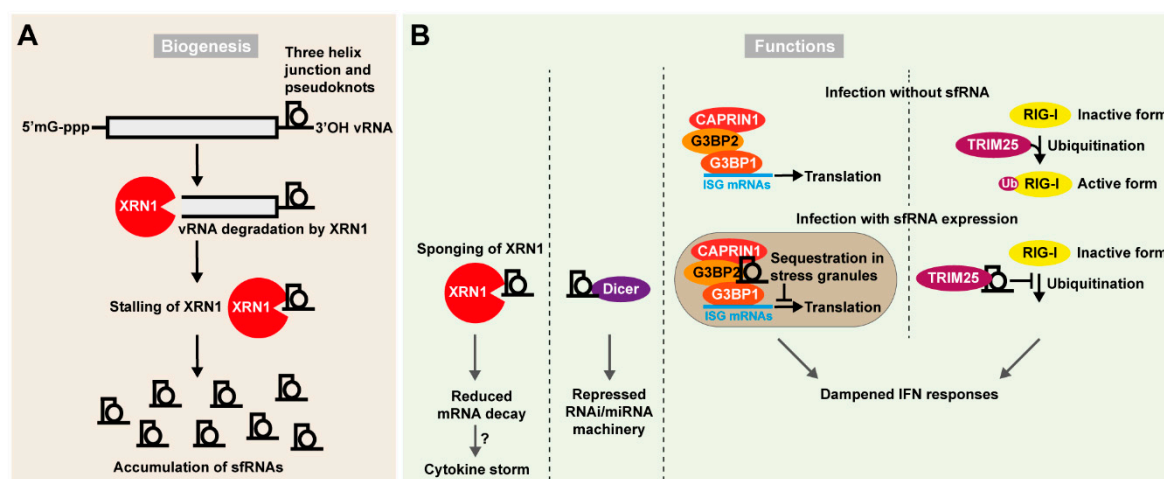 A
Biogenesis
Three helix
junction and
pseudoknots
5'mG-ppp
3'OH vRNA
XRN1
vRNA degradation by XRN1
Stalling of XRN1
XRN1
Accumulation of sfRNAs
B
Functions
Sponging of XRN1
XRN1
Reduced
mRNA decay
?
Cytokine storm
Dicer
Repressed
RNAi/miRNA
machinery
Infection without sfRNA
CAPRIN1
G3BP2
G3BP1
ISG mRNAs
Translation
RIG-I
Inactive form
TRIM25
Ubiquitination
Ub
RIG-I
Active form
Infection with sfRNA expression
CAPRIN1
G3BP2
G3BP1
ISG mRNAs
Sequestration in
stress granules
Translation
RIG-I
Inactive form
TRIM25
Ubiquitination
Dampened IFN responses